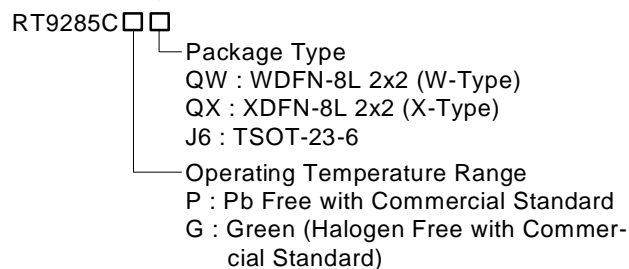 RT9285C
Package Type
QW : WDFN-8L 2x2 (W-Type)
QX : XDFN-8L 2x2 (X-Type)
J6 : TSOT-23-6
Operating Temperature Range
P : Pb Free with Commercial Standard
G : Green (Halogen Free with Commer-
cial Standard)